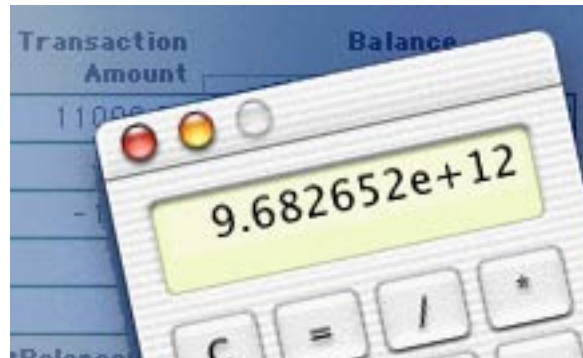 Transaction Balance
Amount
9.682652e+12
C = / *